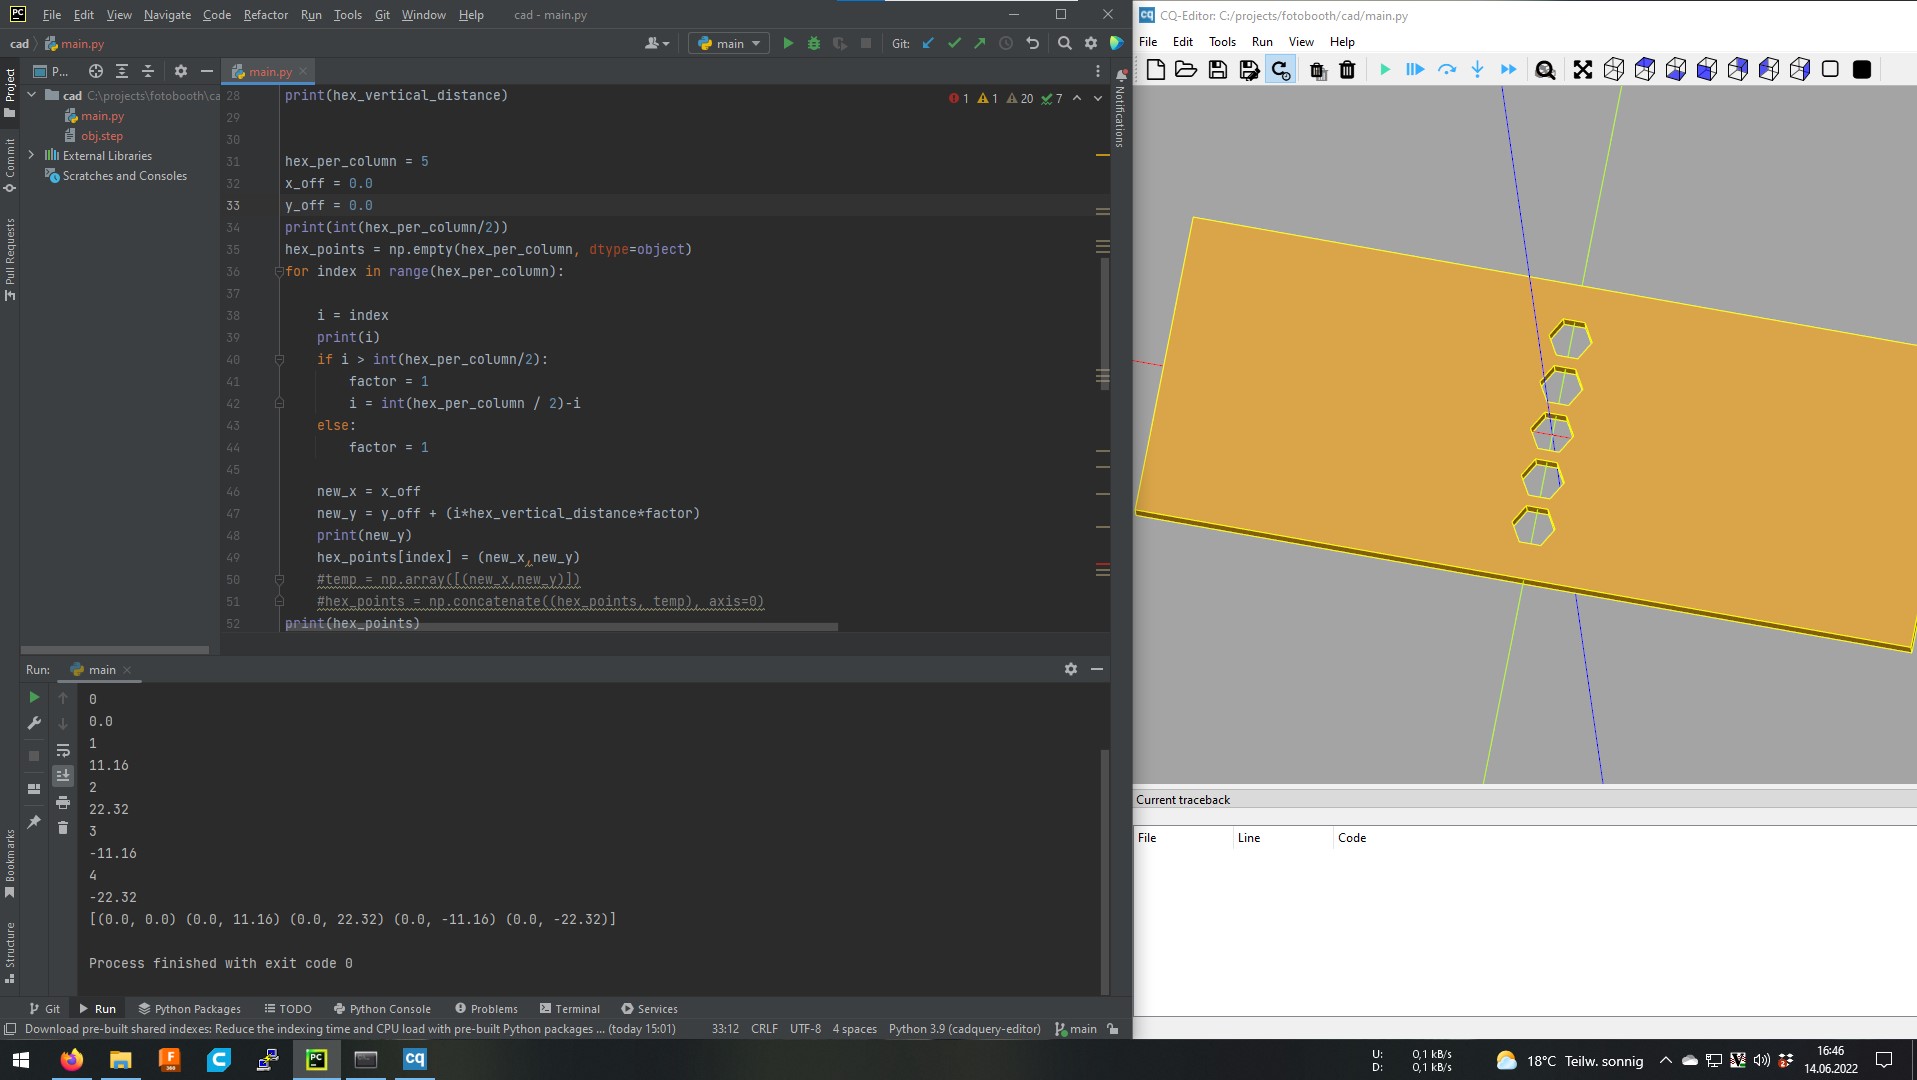 PC File Edit View Navigate Code Refactor Run Tools Git Window Help cad - main.py
cad main.py main Git:
P... main.py
Project
Commit
Pull Requests
Bookmarks
Structure
Notifications
cad C:\projects\fotobooth\ca
main.py
obj.step
External Libraries
Scratches and Consoles
1 1 20 7
28 print(hex_vertical_distance)
29
30
31 hex_per_column = 5
32 x_off = 0.0
33 y_off = 0.0
34 print(int(hex_per_column/2))
35 hex_points = np.empty(hex_per_column, dtype=object)
36 for index in range(hex_per_column):
37
38 i = index
39 print(i)
40 if i > int(hex_per_column/2):
41 factor = 1
42 i = int(hex_per_column / 2)-i
43 else:
44 factor = 1
45
46 new_x = x_off
47 new_y = y_off + (i*hex_vertical_distance*factor)
48 print(new_y)
49 hex_points[index] = (new_x,new_y)
50 #temp = np.array([(new_x,new_y)])
51 #hex_points = np.concatenate((hex_points, temp), axis=0)
52 print(hex_points)
Run: main
0
0.0
1
11.16
2
22.32
3
-11.16
4
-22.32
[(0.0, 0.0) (0.0, 11.16) (0.0, 22.32) (0.0, -11.16) (0.0, -22.32)]
Process finished with exit code 0
Git Run Python Packages TODO Python Console Problems Terminal Services
Download pre-built shared indexes: Reduce the indexing time and CPU load with pre-built Python packages ... (today 15:01) 33:12 CRLF UTF-8 4 spaces Python 3.9 (cadquery-editor) main
CQ CQ-Editor: C:/projects/fotobooth/cad/main.py
File Edit Tools Run View Help
Current traceback
File Line Code
F
360
PC
cq
U: 0,1 kB/s
D: 0,1 kB/s
18°C Teilw. sonnig
16:46
14.06.2022